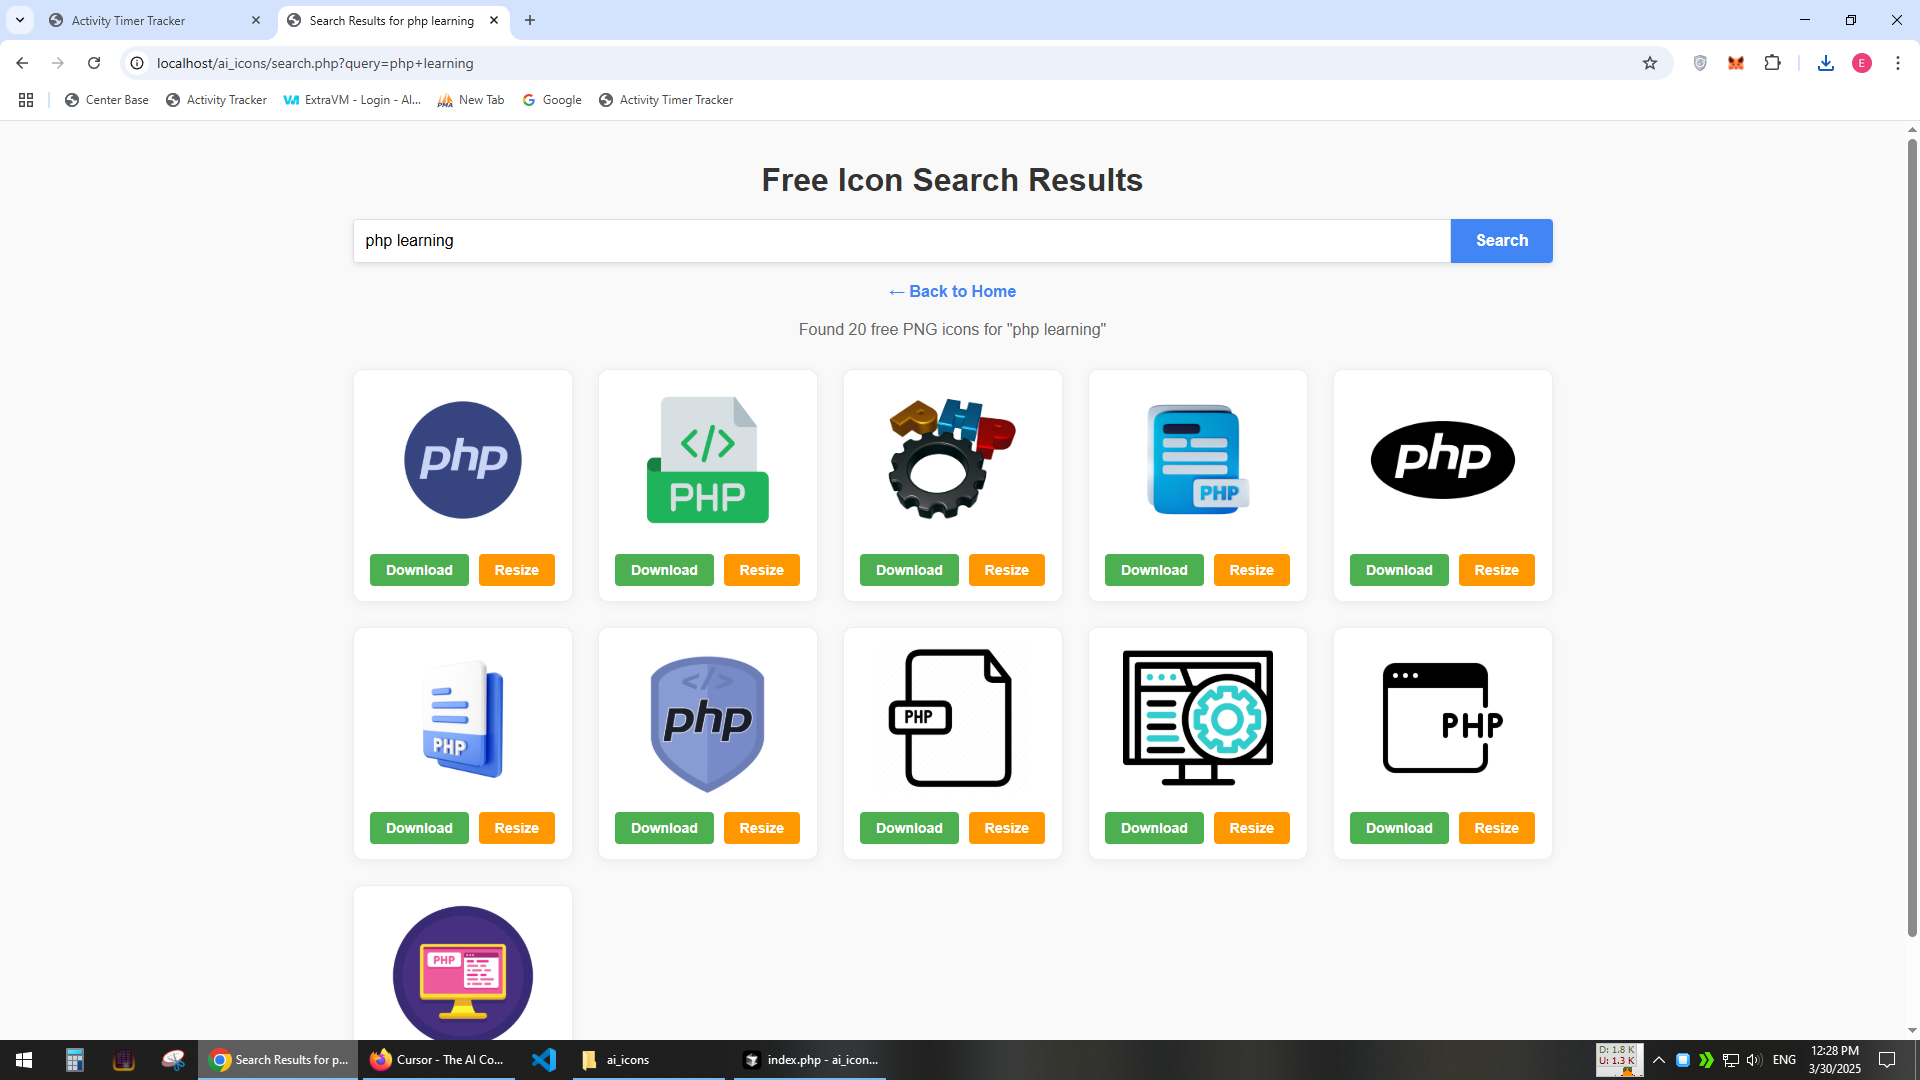 Activity Timer Tracker
Search Results for php learning
localhost/ai_icons/search.php?query=php+learning
E
Center Base
Activity Tracker
ExtraVM - Login - Al...
New Tab
Google
Activity Timer Tracker
Free Icon Search Results
php learning
Search
← Back to Home
Found 20 free PNG icons for "php learning"
php
</>
PHP
PHP
PHP
php
Download
Resize
Download
Resize
Download
Resize
Download
Resize
Download
Resize
PHP
</>
php
PHP
PHP
Download
Resize
Download
Resize
Download
Resize
Download
Resize
Download
Resize
PHP
Search Results for p...
Cursor - The AI Co...
ai_icons
index.php - ai_icon...
D: 1.8 K
U: 1.3 K
ENG
12:28 PM
3/30/2025